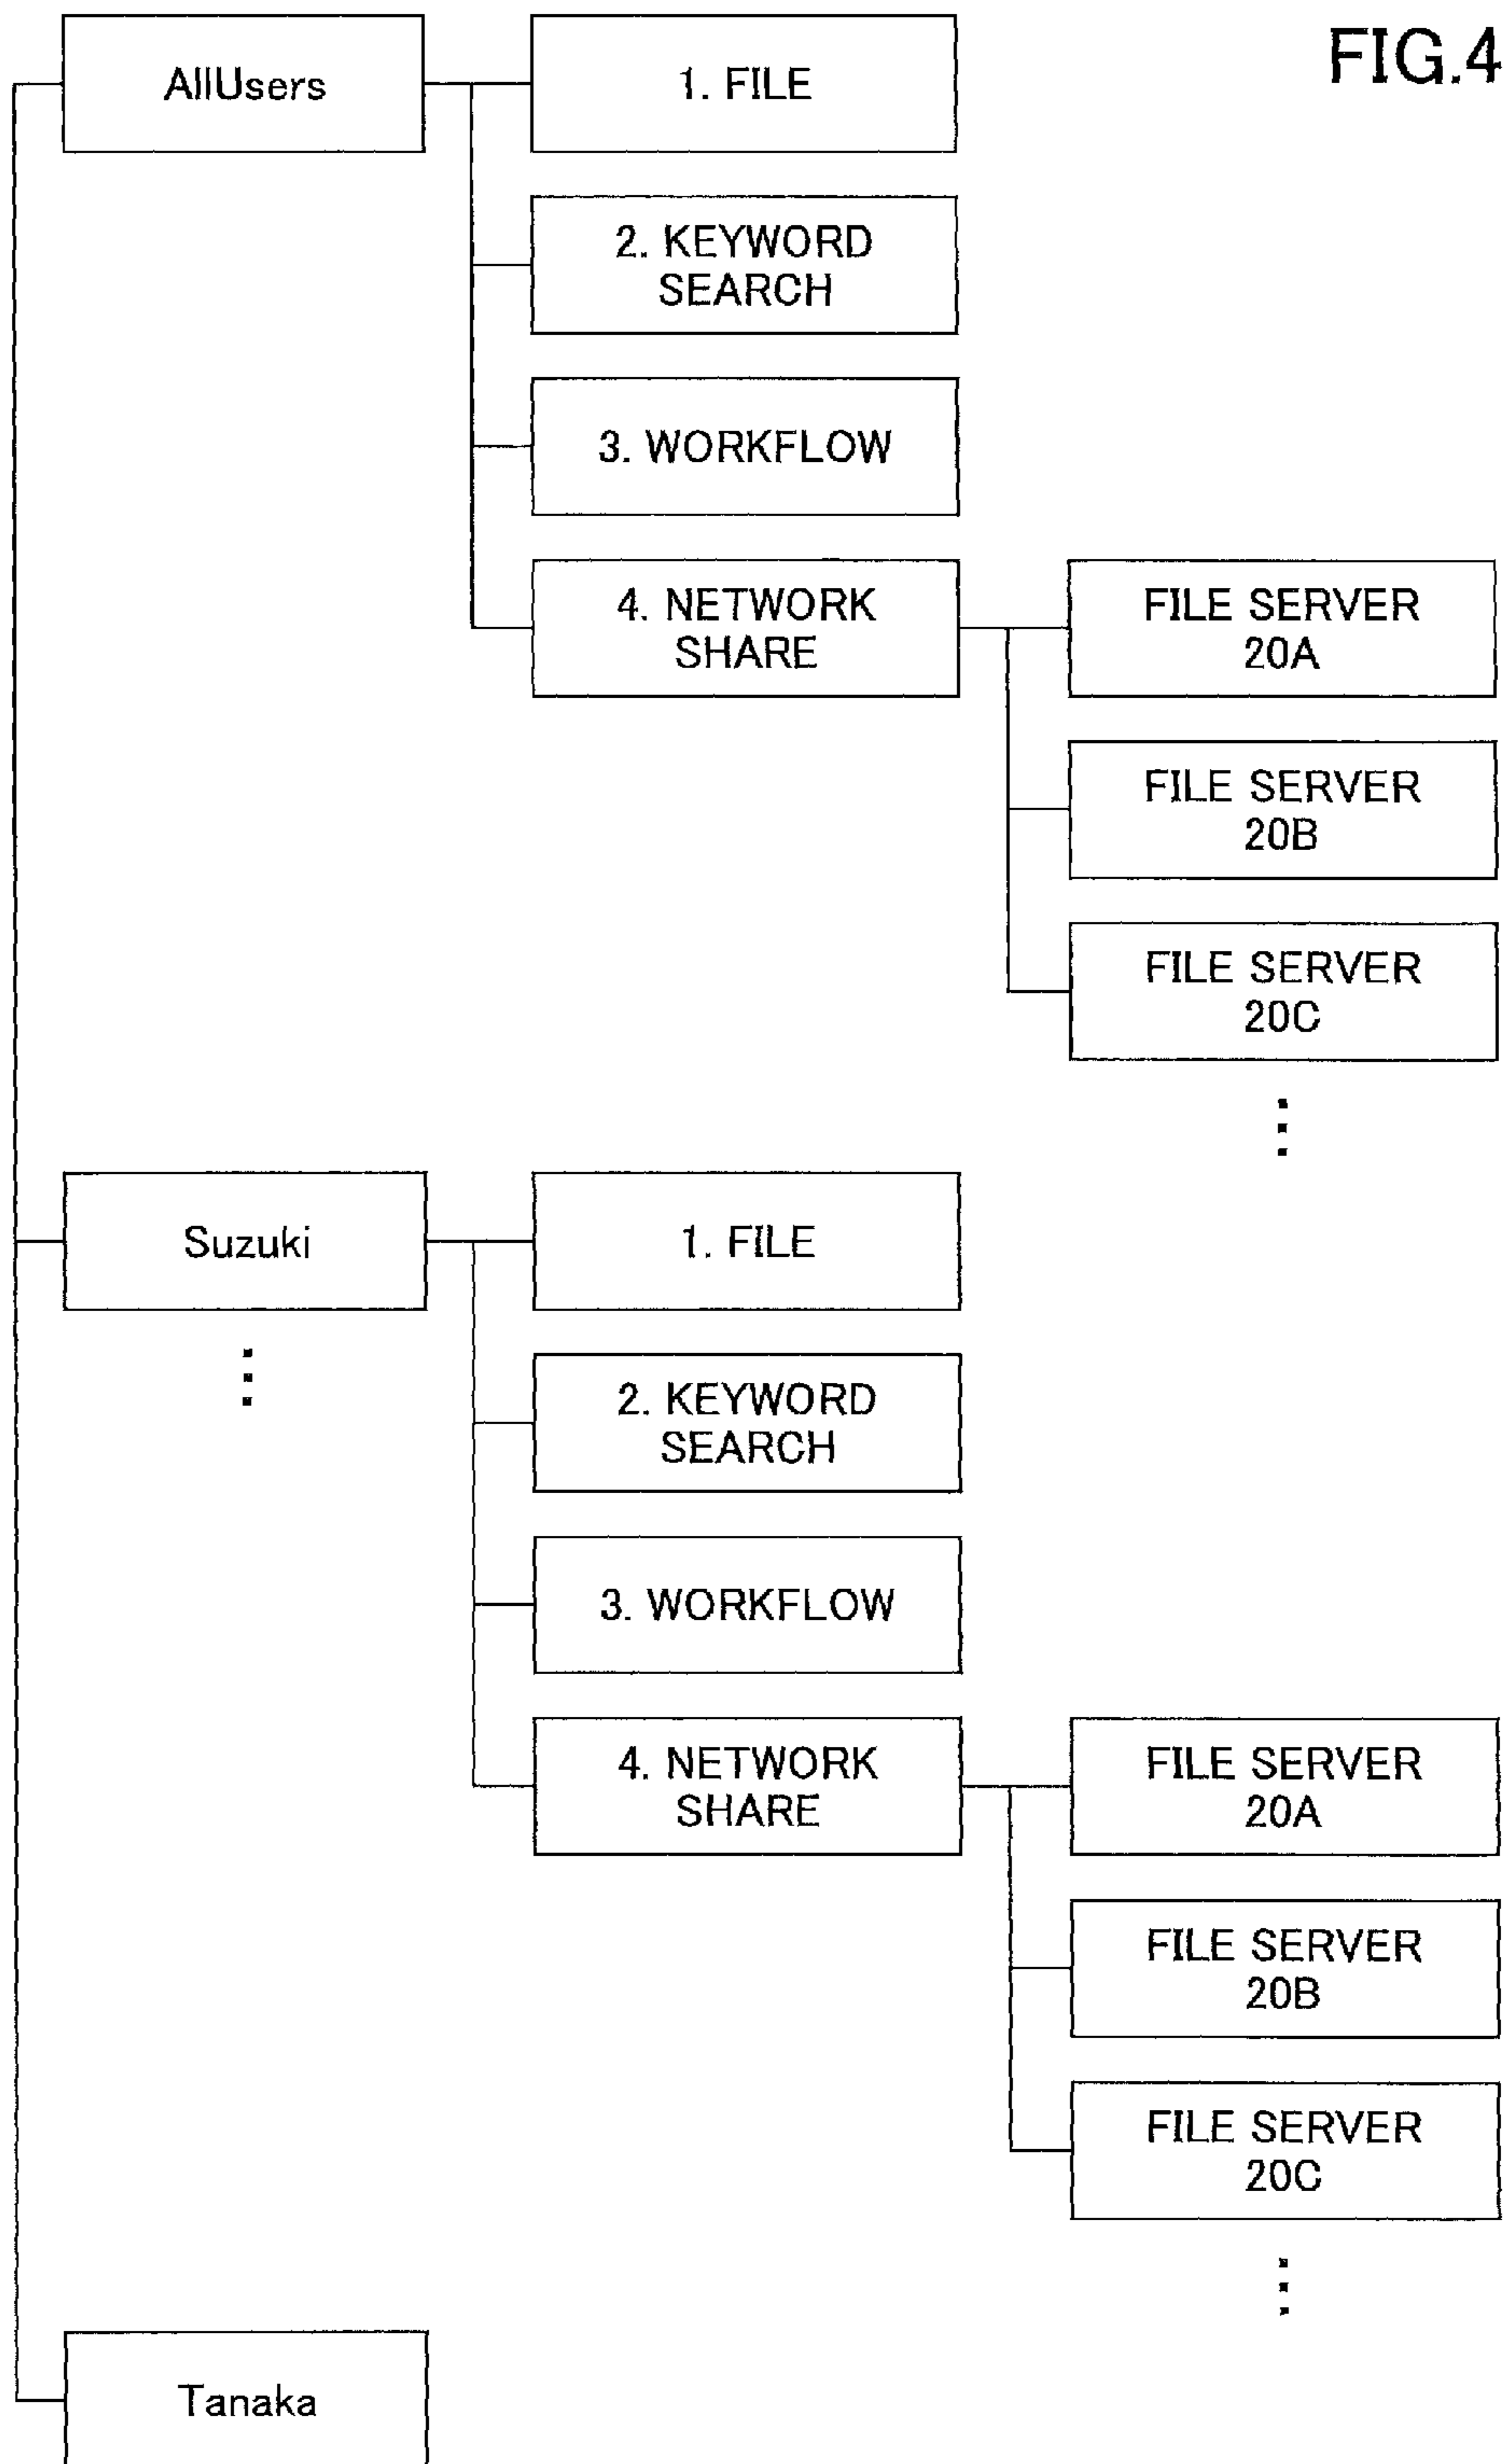 FIG.4
AllUsers
1. FILE
2. KEYWORD
SEARCH
3. WORKFLOW
4. NETWORK
SHARE
FILE SERVER
20A
FILE SERVER
20B
FILE SERVER
20C
Suzuki
1. FILE
2. KEYWORD
SEARCH
3. WORKFLOW
4. NETWORK
SHARE
FILE SERVER
20A
FILE SERVER
20B
FILE SERVER
20C
Tanaka